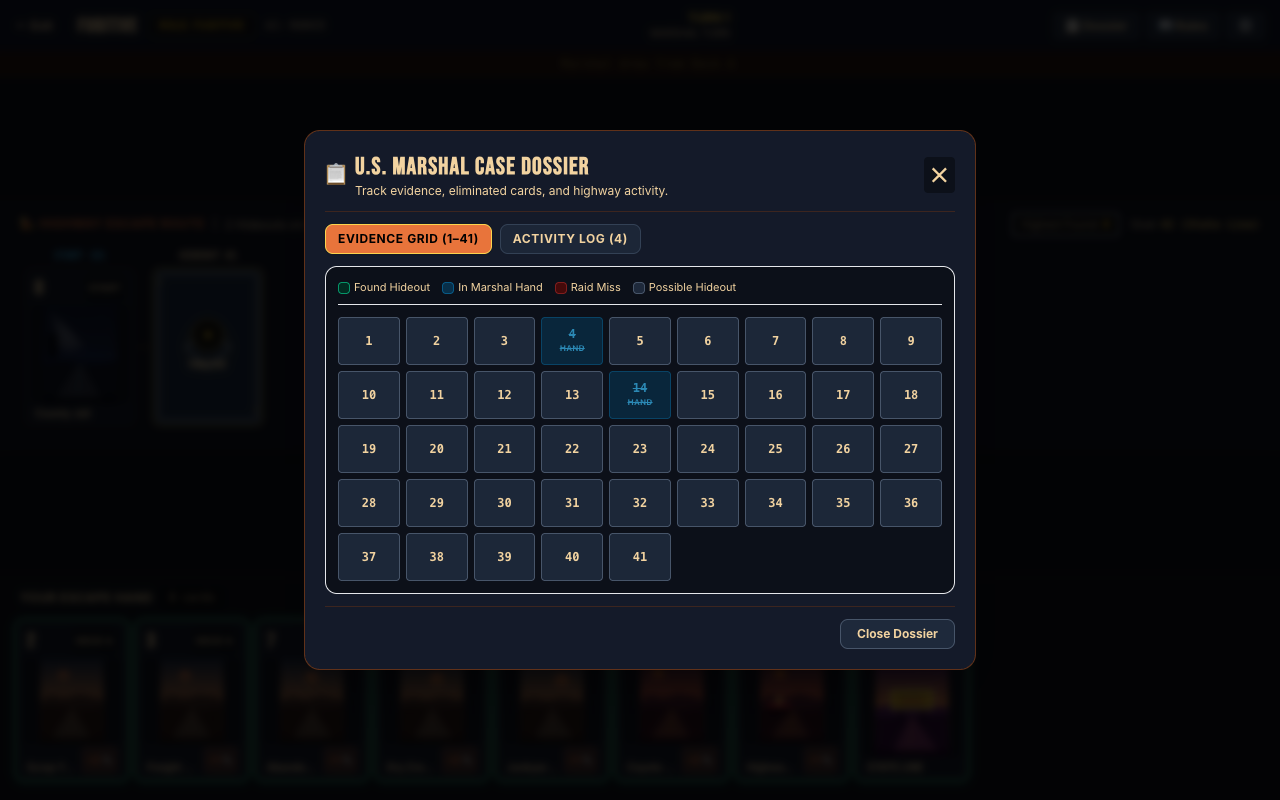 U.S. MARSHAL CASE DOSSIER
Track evidence, eliminated cards, and highway activity.
EVIDENCE GRID (1–41)
ACTIVITY LOG (4)
Found Hideout
In Marshal Hand
Raid Miss
Possible Hideout
1 2 3 4 5 6 7 8 9
HAND
10 11 12 13 14 15 16 17 18
HAND
19 20 21 22 23 24 25 26 27
28 29 30 31 32 33 34 35 36
37 38 39 40 41
Close Dossier